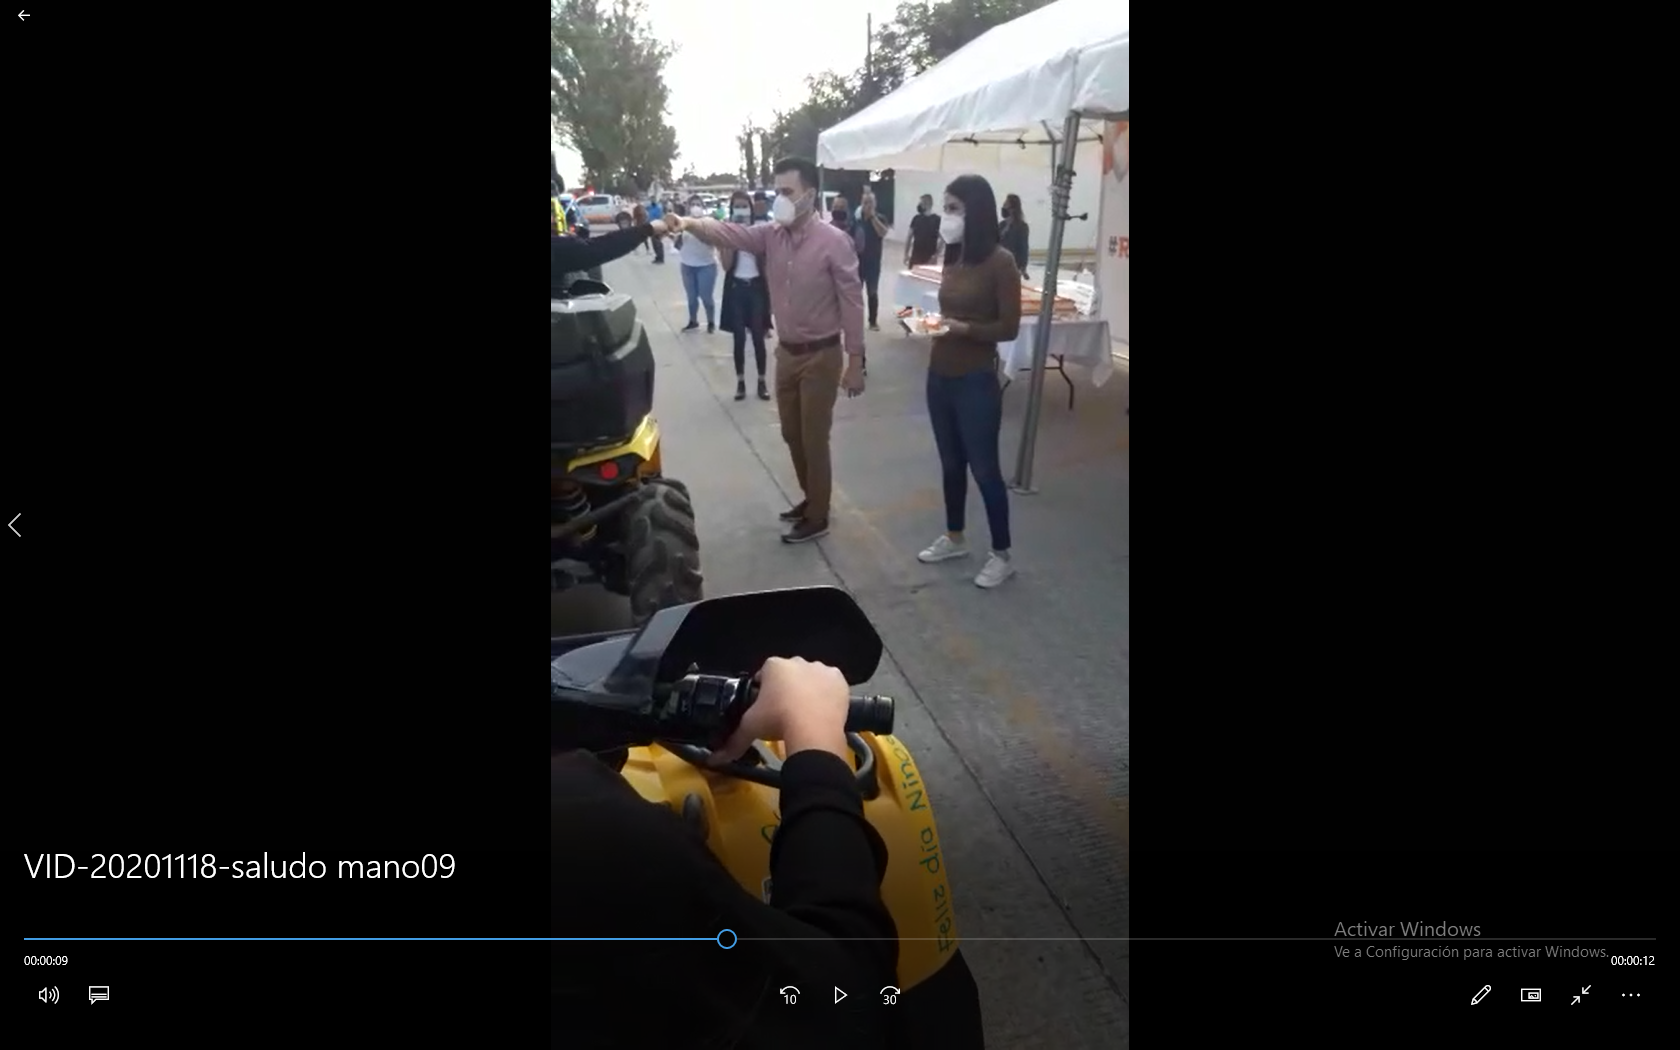 #R
Feliz día Ninos
VID-20201118-saludo mano09
Activar Windows
Ve a Configuración para activar Windows.
00:00:09
00:00:12
10
30